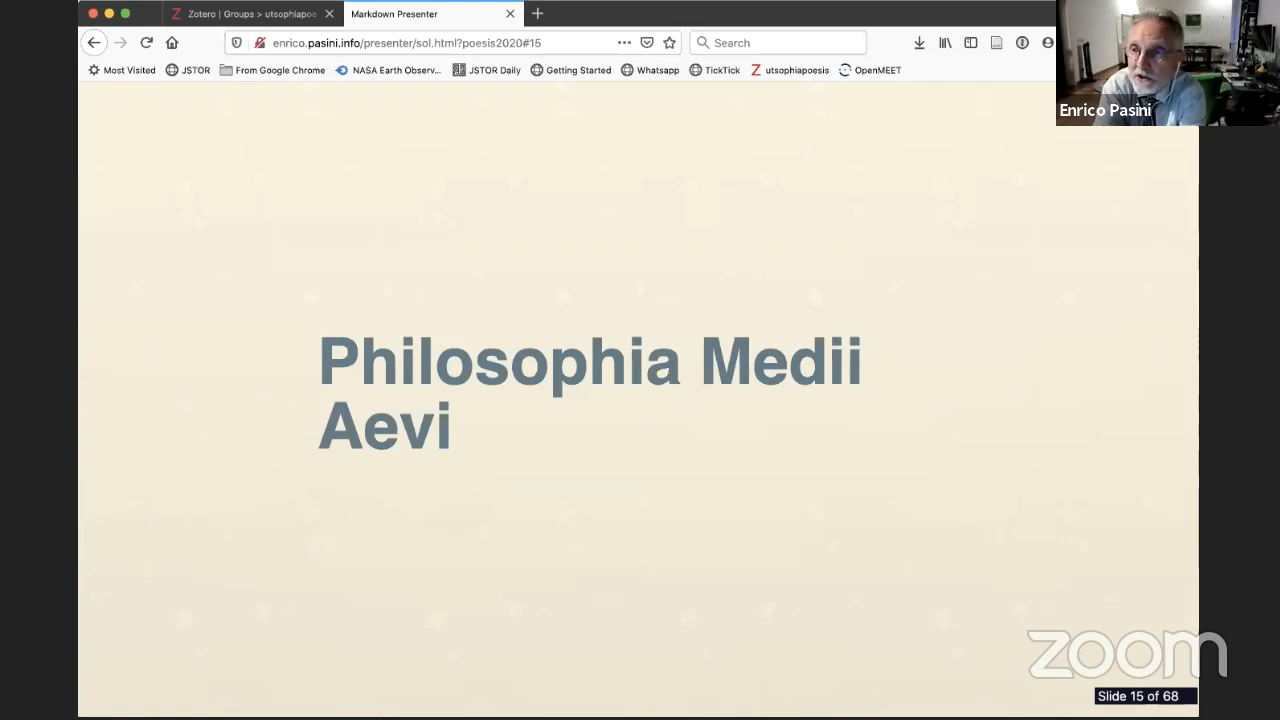 Zotero | Groups > utsophiapoe
Markdown Presenter
enrico.pasini.info/presenter/sol.html?poesis2020#15
Search
Most Visited
JSTOR
From Google Chrome
NASA Earth Observ...
JSTOR Daily
Getting Started
Whatsapp
TickTick
utsophiapoesis
OpenMEET
Enrico Pasini
Philosophia Medii
Aevi
zoom
Slide 15 of 68